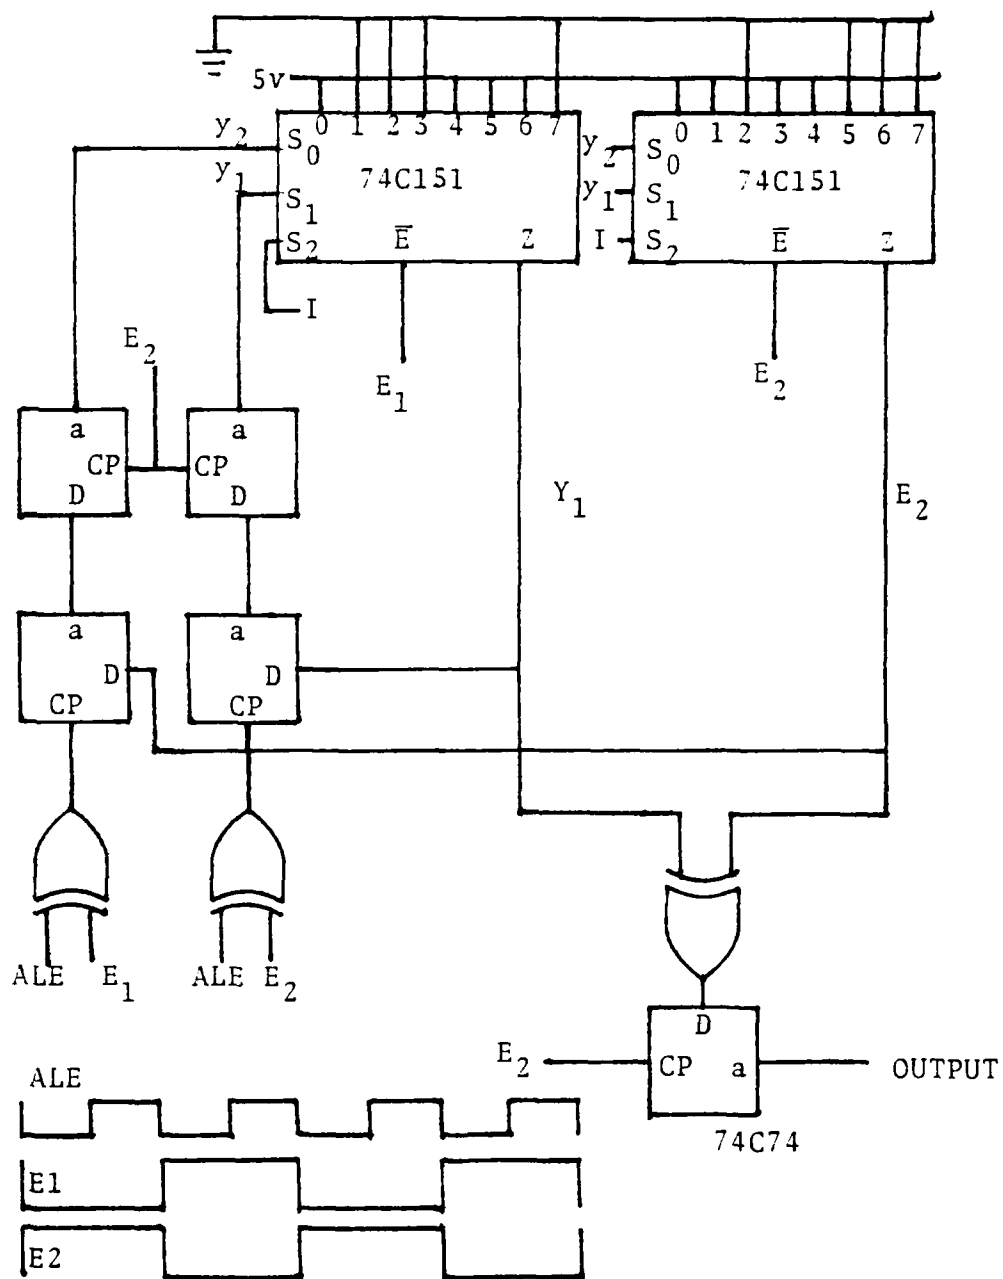 5v
0 1 2 3 4 5 6 7
0 1 2 3 4 5 6 7
y2
S0
74C151
y2
S0
74C151
y1
S1
y1
S1
S2
E̅
Z
I
S2
E̅
Z
I
E2
E1
E2
a
a
CP
CP
D
D
Y1
E2
a
a
D
D
CP
CP
ALE
E1
ALE
E2
D
E2
CP
a
OUTPUT
74C74
ALE
E1
E2